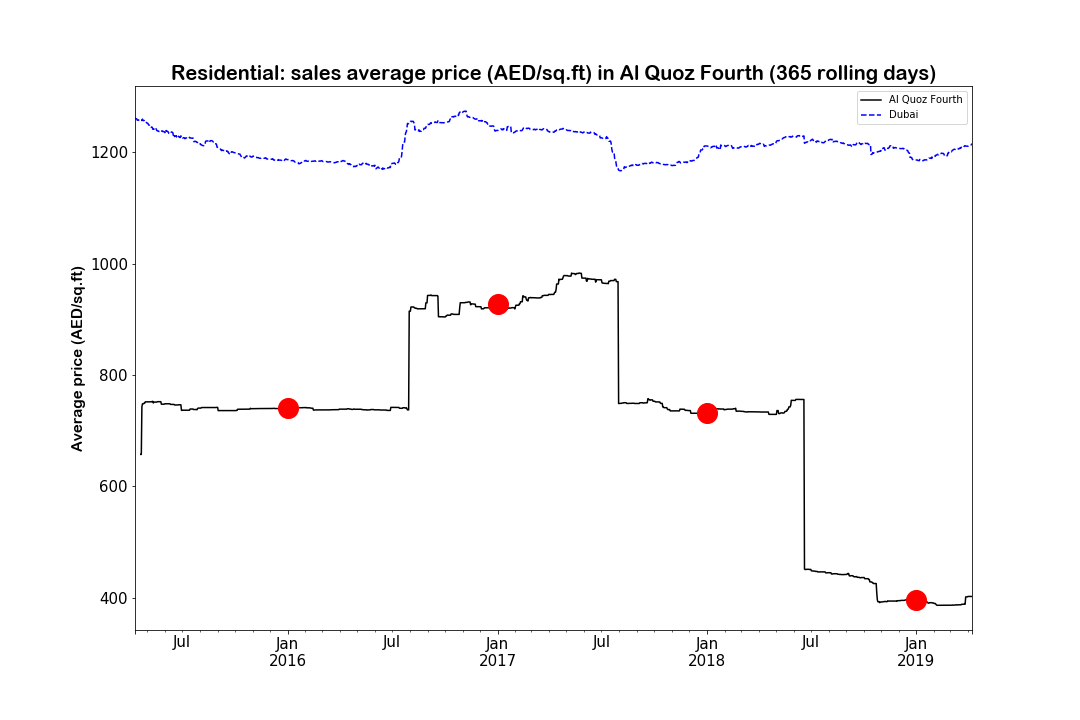 Residential: sales average price (AED/sq.ft) in Al Quoz Fourth (365 rolling days)
Al Quoz Fourth
Dubai
Average price (AED/sq.ft)
1200
1000
800
600
400
Jul
Jan
2016
Jul
Jan
2017
Jul
Jan
2018
Jul
Jan
2019